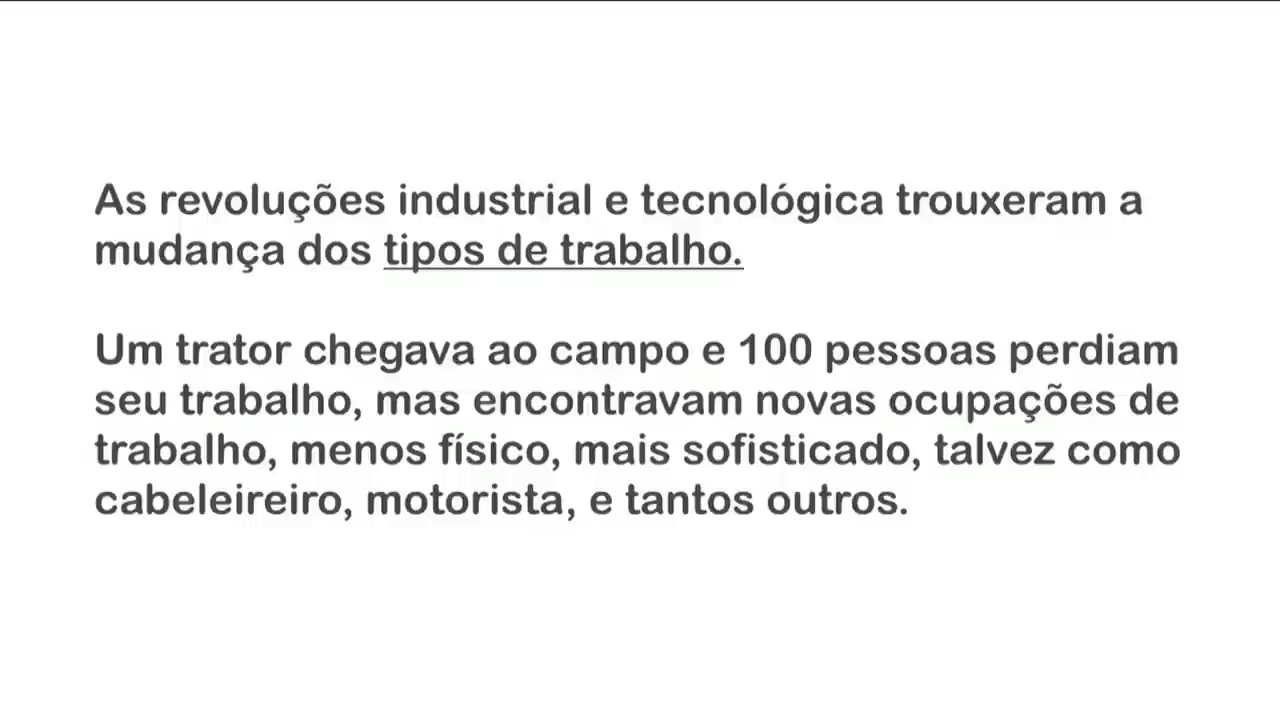 As revoluções industrial e tecnológica trouxeram a
mudança dos tipos de trabalho.
Um trator chegava ao campo e 100 pessoas perdiam
seu trabalho, mas encontravam novas ocupações de
trabalho, menos físico, mais sofisticado, talvez como
cabeleireiro, motorista, e tantos outros.